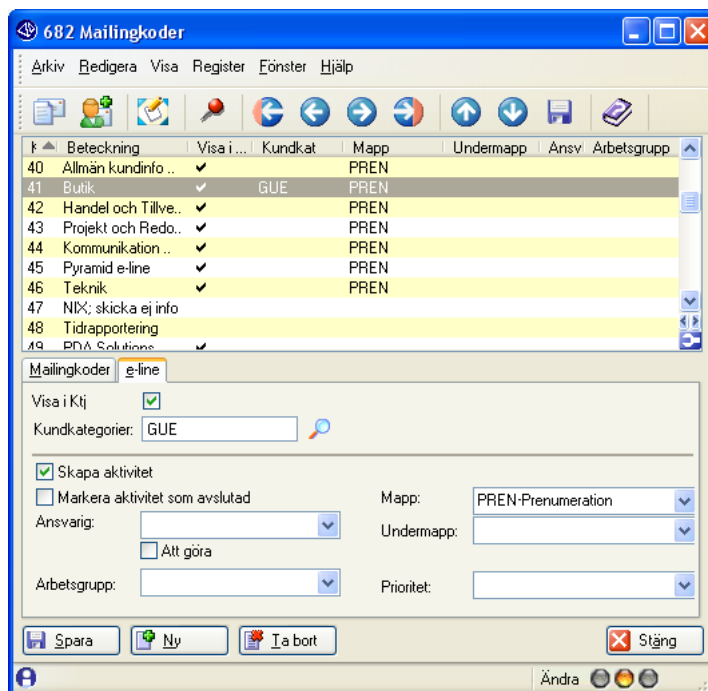 682 Mailingkoder
Arkiv Redigera Visa Register Fönster Hjälp
Beteckning Visa i ... Kundkat Mapp Undermapp Ansv Arbetsgrupp
40 Allmän kundinfo .. PREN
41 Butik GUE PREN
42 Handel och Tillve.. PREN
43 Projekt och Redo.. PREN
44 Kommunikation .. PREN
45 Pyramid e-line PREN
46 Teknik PREN
47 NIX; skicka ej info
48 Tidrapportering
49 PDA Solutions
Mailingkoder e-line
Visa i Ktj
Kundkategorier: GUE
Skapa aktivitet
Markera aktivitet som avslutad Mapp: PREN-Prenumeration
Ansvarig: Undermapp:
Att göra
Arbetsgrupp: Prioritet:
Spara Ny Ta bort Stäng
Ändra